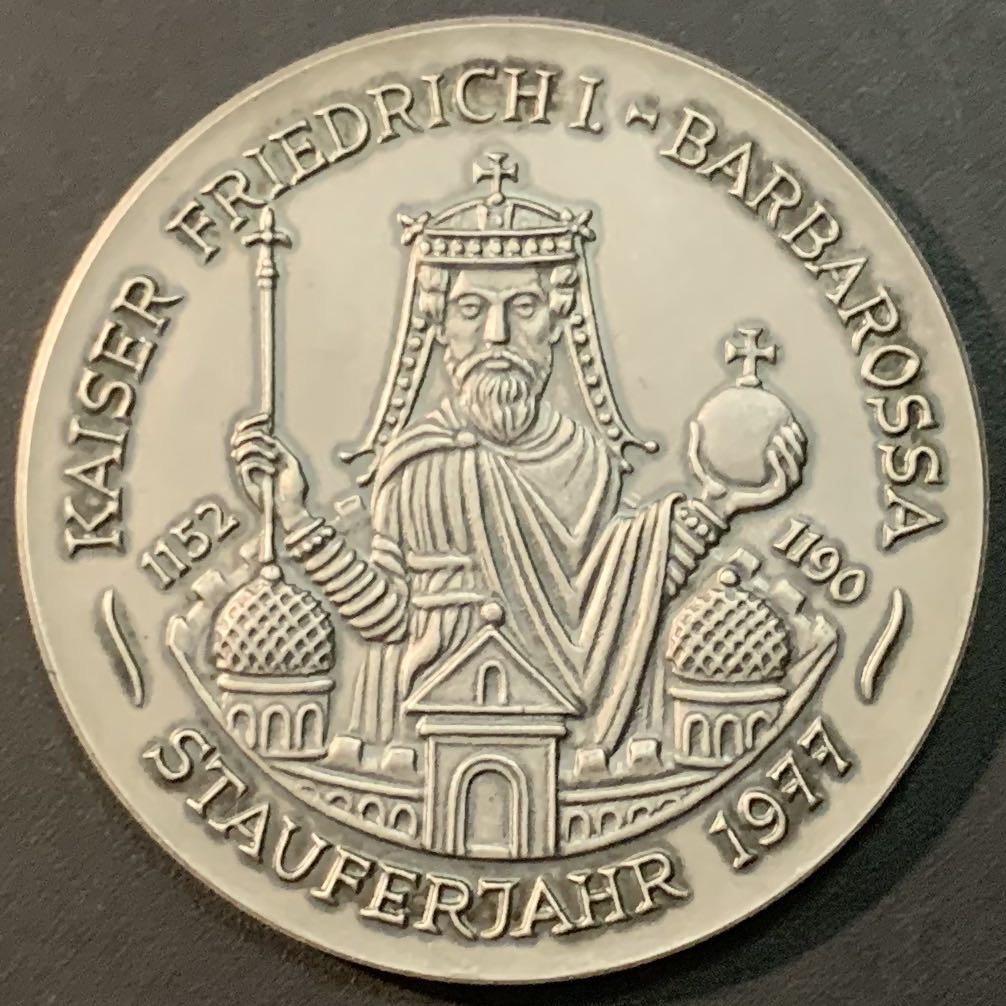 KAISER FRIEDRICH I. - BARBAROSSA
1152
1190
STAUFERJAHR 1977